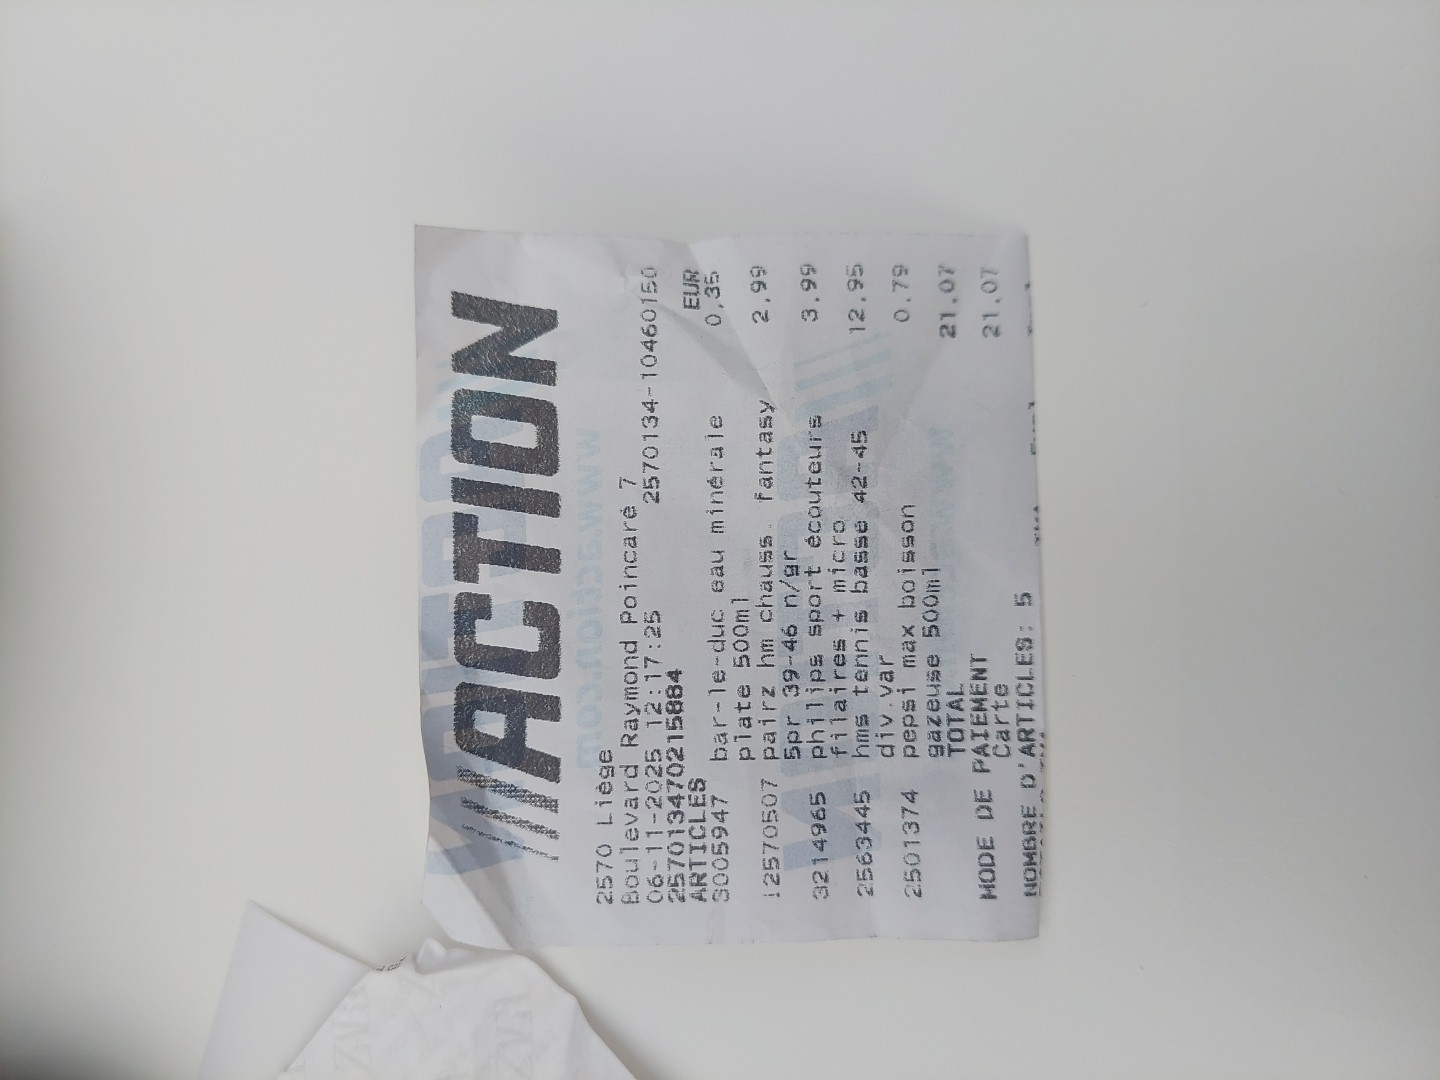 ACTION
2570 Liège
Boulevard Raymond Poincaré 7
06-11-2025 12:17:25 2570134-10460150
257013470215884
ARTICLES EUR
3005947 bar-le-duc eau minérale 0,35
plate 500ml
12570507 pairz hm chauss. fantasy 2,99
5pr 39-46 n/gr
3214965 philips sport écouteurs 3,99
filaires + micro
2563445 hms tennis basse 42-45 12,95
div.var
2501374 pepsi max boisson 0,79
gazeuse 500ml
TOTAL 21,07
MODE DE PAIEMENT
Carte 21,07
NOMBRE D'ARTICLES: 5
www.action.com